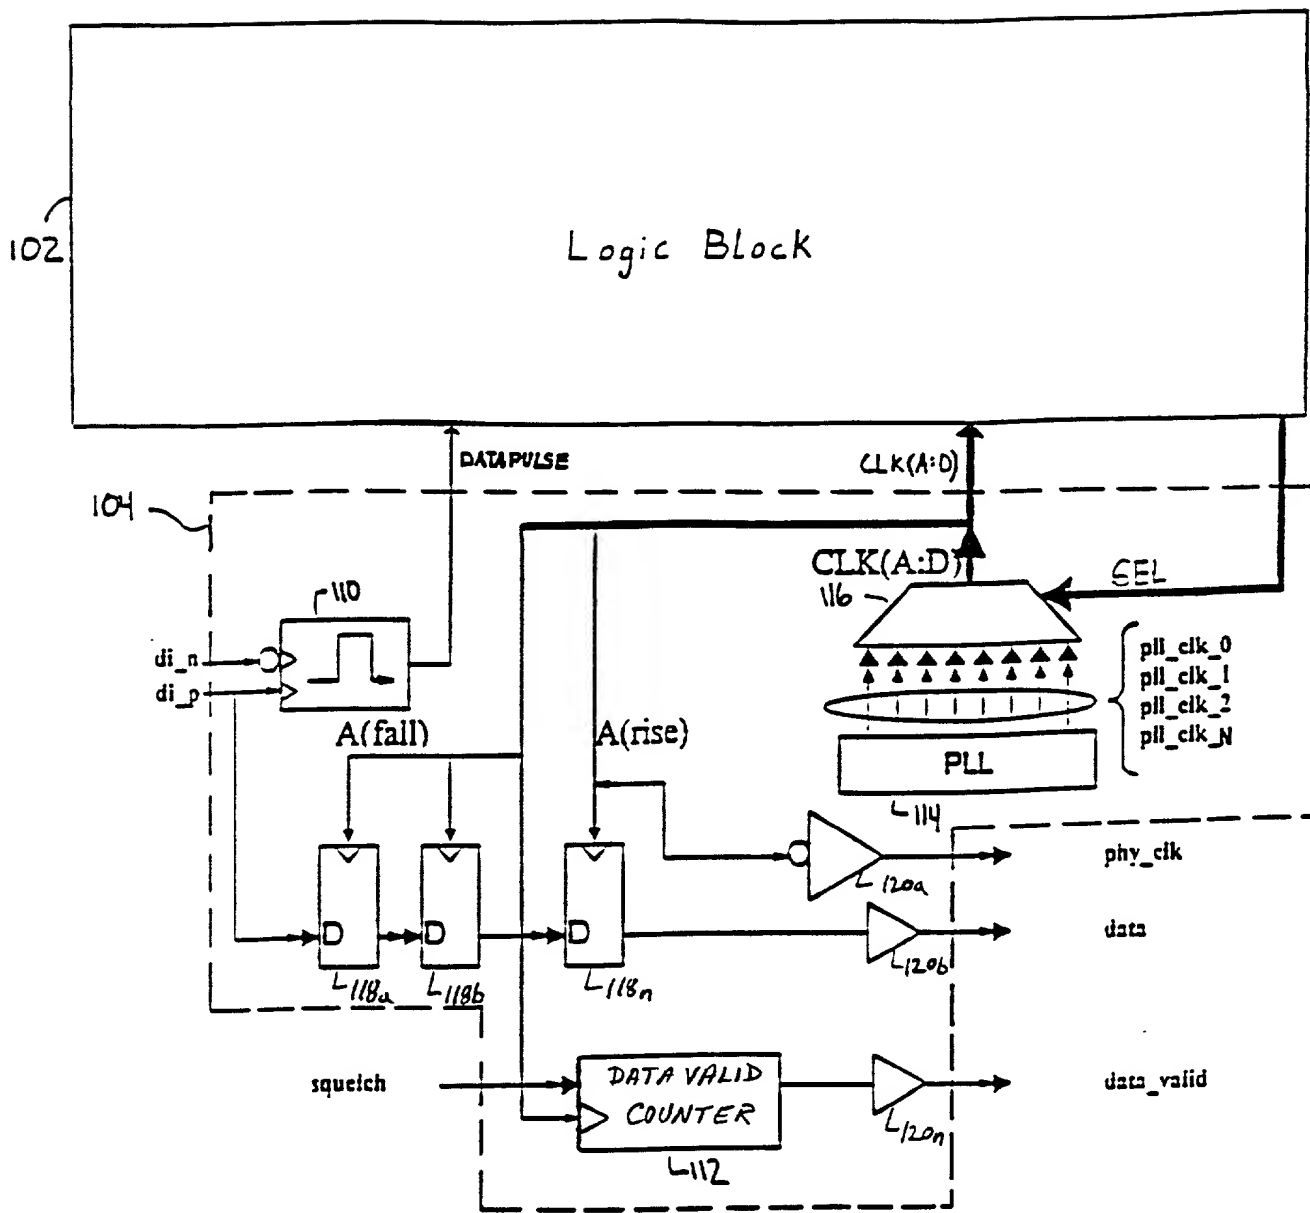 102
Logic Block
DATAPULSE
CLK(A:D)
104
CLK(A:D)
SEL
116
110
di_n
di_p
pll_clk_0
pll_clk_1
pll_clk_2
pll_clk_N
A(fall)
A(rise)
PLL
114
phy_clk
120a
D
D
D
data
118a
118b
118n
120b
squelch
DATA VALID
COUNTER
data_valid
120n
112